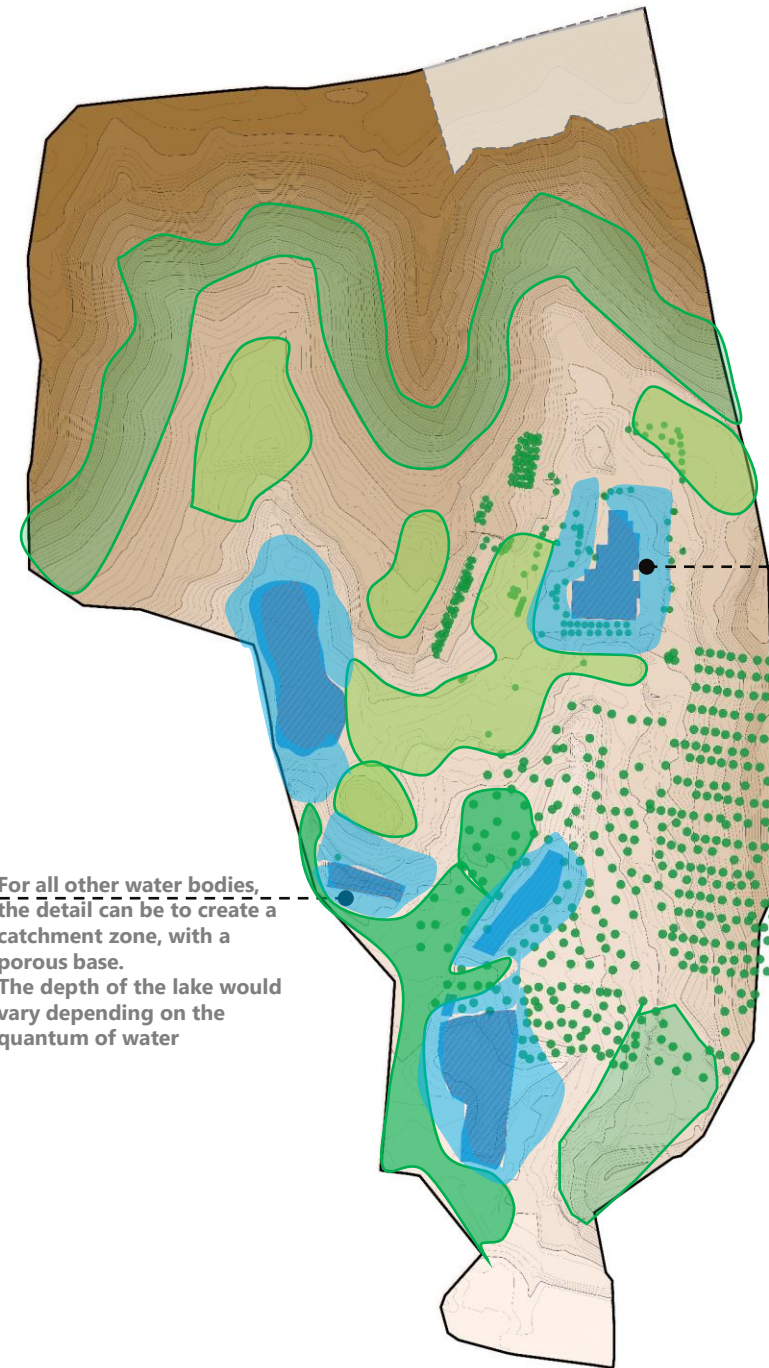 For all other water bodies,
the detail can be to create a
catchment zone, with a
porous base.
The depth of the lake would
vary depending on the
quantum of water